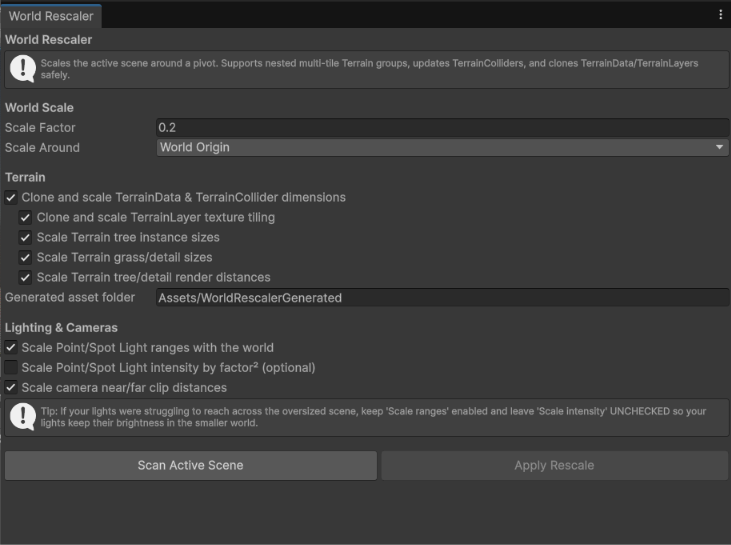 World Rescaler
World Rescaler
Scales the active scene around a pivot. Supports nested multi-tile Terrain groups, updates TerrainColliders, and clones TerrainData/TerrainLayers
safely.
World Scale
Scale Factor 0.2
Scale Around World Origin
Terrain
Clone and scale TerrainData & TerrainCollider dimensions
Clone and scale TerrainLayer texture tiling
Scale Terrain tree instance sizes
Scale Terrain grass/detail sizes
Scale Terrain tree/detail render distances
Generated asset folder Assets/WorldRescalerGenerated
Lighting & Cameras
Scale Point/Spot Light ranges with the world
Scale Point/Spot Light intensity by factor² (optional)
Scale camera near/far clip distances
Tip: If your lights were struggling to reach across the oversized scene, keep 'Scale ranges' enabled and leave 'Scale intensity' UNCHECKED so your
lights keep their brightness in the smaller world.
Scan Active Scene Apply Rescale